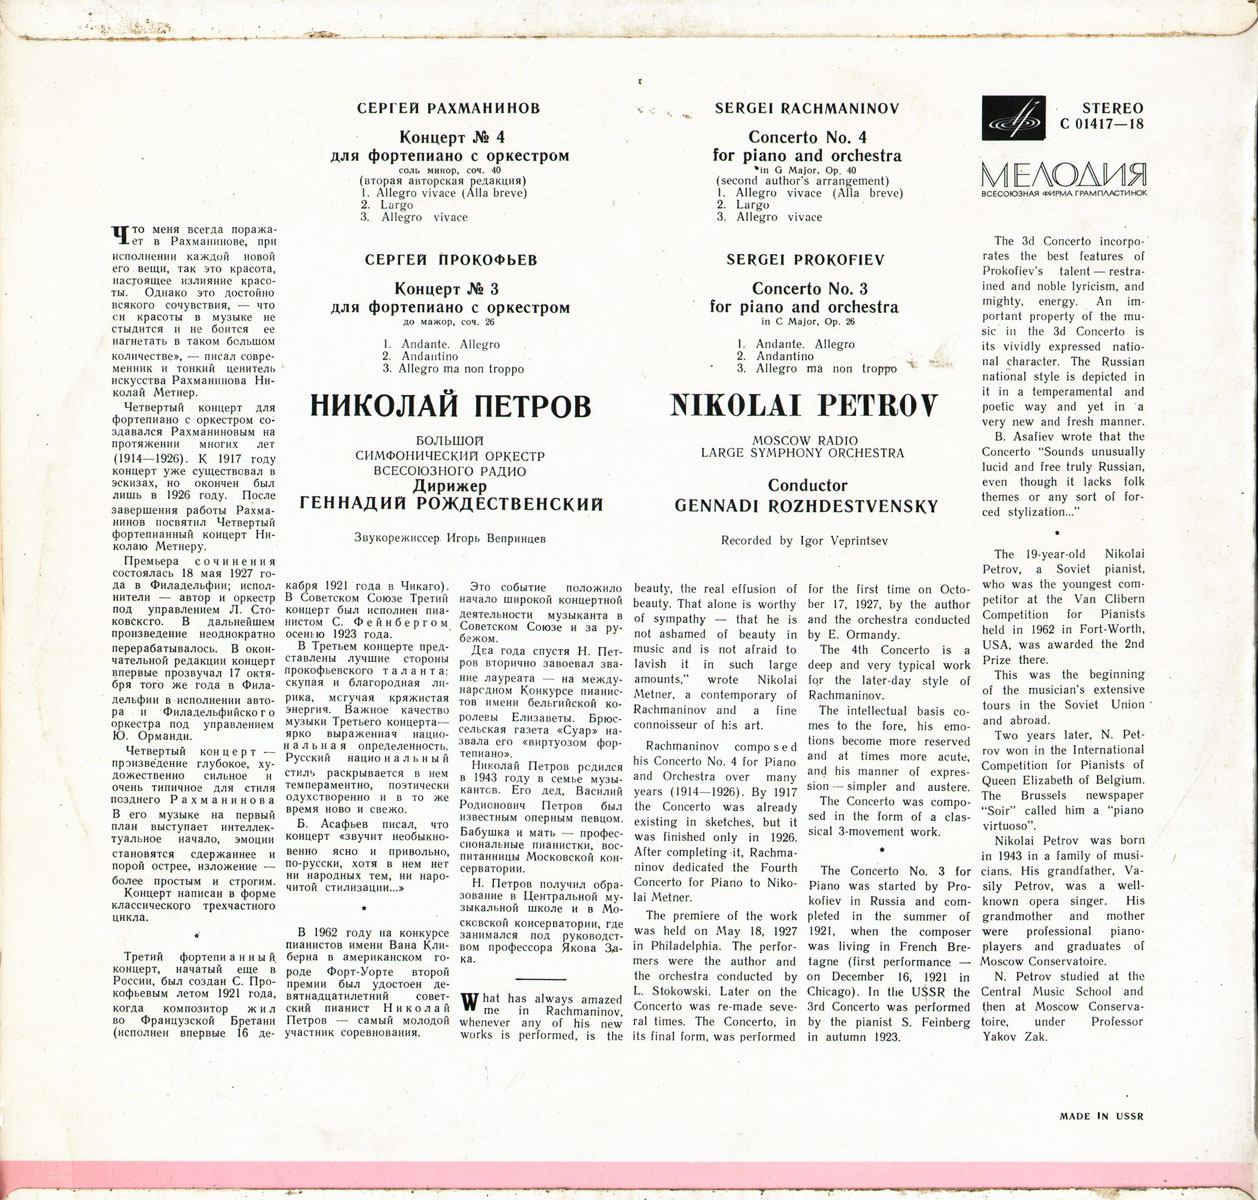 СЕРГЕЙ РАХМАНИНОВ
Концерт № 4
для фортепиано с оркестром
соль минор, соч. 40
(вторая авторская редакция)
1. Allegro vivace (Alla breve)
2. Largo
3. Allegro vivace
СЕРГЕЙ ПРОКОФЬЕВ
Концерт № 3
для фортепиано с оркестром
до мажор, соч. 26
1. Andante. Allegro
2. Andantino
3. Allegro ma non troppo
НИКОЛАЙ ПЕТРОВ
БОЛЬШОЙ
СИМФОНИЧЕСКИЙ ОРКЕСТР
ВСЕСОЮЗНОГО РАДИО
Дирижер
ГЕННАДИЙ РОЖДЕСТВЕНСКИЙ
Звукорежиссер Игорь Вепринцев
SERGEI RACHMANINOV
Concerto No. 4
for piano and orchestra
in G Major, Op. 40
(second author's arrangement)
1. Allegro vivace (Alla breve)
2. Largo
3. Allegro vivace
SERGEI PROKOFIEV
Concerto No. 3
for piano and orchestra
in C Major, Op. 26
1. Andante. Allegro
2. Andantino
3. Allegro ma non troppo
NIKOLAI PETROV
MOSCOW RADIO
LARGE SYMPHONY ORCHESTRA
Conductor
GENNADI ROZHDESTVENSKY
Recorded by Igor Veprintsev
STEREO
С 01417—18
МЕЛОДИЯ
ВСЕСОЮЗНАЯ ФИРМА ГРАМПЛАСТИНОК
Что меня всегда поража-
ет в Рахманинове, при
исполнении каждой новой
его вещи, так это красота,
настоящее излияние красо-
ты. Однако это достойно
всякого сочувствия, — что
он красоты в музыке не
стыдится и не боится ее
нагнетать в таком большом
количестве», — писал совре-
менник и тонкий ценитель
искусства Рахманинова Ни-
колай Метнер.
Четвертый концерт для
фортепиано с оркестром со-
здавался Рахманиновым на
протяжении многих лет
(1914—1926). К 1917 году
концерт уже существовал в
эскизах, но окончен был
лишь в 1926 году. После
завершения работы Рахма-
нинов посвятил Четвертый
фортепианный концерт Ни-
колаю Метнеру.
Премьера сочинения
состоялась 18 мая 1927 го-
да в Филадельфии; испол-
нители — автор и оркестр
под управлением Л. Сто-
ковского. В дальнейшем
произведение неоднократно
перерабатывалось. В окон-
чательной редакции концерт
впервые прозвучал 17 октя-
бря того же года в Фила-
дельфии в исполнении авто-
ра и Филадельфийского
оркестра под управлением
Ю. Орманди.
Четвертый концерт —
произведение глубокое, ху-
дожественно сильное и
очень типичное для стиля
позднего Рахманинова
В его музыке на первый
план выступает интеллек-
туальное начало, эмоции
становятся сдержаннее и
порой острее, изложение —
более простым и строгим.
Концерт написан в форме
классического трехчастного
цикла.
*
Третий фортепианный
концерт, начатый еще в
России, был создан С. Про-
кофьевым летом 1921 года,
когда композитор жил
во Французской Бретани
(исполнен впервые 16 де-
кабря 1921 года в Чикаго).
В Советском Союзе Третий
концерт был исполнен пиа-
нистом С. Фейнбергом
осенью 1923 года.
В Третьем концерте пред-
ставлены лучшие стороны
прокофьевского таланта:
скупая и благородная ли-
рика, могучая кряжистая
энергия. Важное качество
музыки Третьего концерта—
ярко выраженная нацио-
нальная определенность.
Русский национальный
стиль раскрывается в нем
темпераментно, поэтически
одухотворенно и в то же
время ново и свежо.
Б. Асафьев писал, что
концерт «звучит необыкно-
венно ясно и привольно,
по-русски, хотя в нем нет
ни народных тем, ни наро-
читой стилизации...»
*
В 1962 году на конкурсе
пианистов имени Вана Кли-
берна в американском го-
роде Форт-Уорте второй
премии был удостоен де-
вятнадцатилетний совет-
ский пианист Николай
Петров — самый молодой
участник соревнования.
Это событие положило
начало широкой концертной
деятельности музыканта в
Советском Союзе и за ру-
бежом.
Два года спустя Н. Пет-
ров вторично завоевал зва-
ние лауреата — на между-
народном Конкурсе пианис-
тов имени бельгийской ко-
ролевы Елизаветы. Брюс-
сельская газета «Суар» на-
звала его «виртуозом фор-
тепиано».
Николай Петров родился
в 1943 году в семье музы-
кантов. Его дед, Василий
Родионович Петров был
известным оперным певцом.
Бабушка и мать — профес-
сиональные пианистки, вос-
питанницы Московской кон-
серватории.
Н. Петров получил обра-
зование в Центральной му-
зыкальной школе и в Мо-
сковской консерватории, где
занимался под руководст-
вом профессора Якова За-
ка.
What has always amazed
me in Rachmaninov,
whenever any of his new
works is performed, is the
beauty, the real effusion of
beauty. That alone is worthy
of sympathy — that he is
not ashamed of beauty in
music and is not afraid to
lavish it in such large
amounts," wrote Nikolai
Metner, a contemporary of
Rachmaninov and a fine
connoisseur of his art.
Rachmaninov composed
his Concerto No. 4 for Piano
and Orchestra over many
years (1914—1926). By 1917
the Concerto was already
existing in sketches, but it
was finished only in 1926.
After completing it, Rachma-
ninov dedicated the Fourth
Concerto for Piano to Niko-
lai Metner.
The premiere of the work
was held on May 18, 1927
in Philadelphia. The perfor-
mers were the author and
the orchestra conducted by
L. Stokowski. Later on the
Concerto was re-made seve-
ral times. The Concerto, in
its final form, was performed
for the first time on Octo-
ber 17, 1927, by the author
and the orchestra conducted
by E. Ormandy.
The 4th Concerto is a
deep and very typical work
for the later-day style of
Rachmaninov.
The intellectual basis co-
mes to the fore, his emo-
tions become more reserved
and at times more acute,
and his manner of expres-
sion — simpler and austere.
The Concerto was compo-
sed in the form of a clas-
sical 3-movement work.
*
The Concerto No. 3 for
Piano was started by Pro-
kofiev in Russia and com-
pleted in the summer of
1921, when the composer
was living in French Bre-
tagne (first performance —
on December 16, 1921 in
Chicago). In the USSR the
3rd Concerto was performed
by the pianist S. Feinberg
in autumn 1923.
The 3d Concerto incorpo-
rates the best features of
Prokofiev's talent — restra-
ined and noble lyricism, and
mighty, energy. An im-
portant property of the mu-
sic in the 3d Concerto is
its vividly expressed natio-
nal character. The Russian
national style is depicted in
it in a temperamental and
poetic way and yet in a
very new and fresh manner.
B. Asafiev wrote that the
Concerto "Sounds unusually
lucid and free truly Russian,
even though it lacks folk
themes or any sort of for-
ced stylization..."
*
The 19-year-old Nikolai
Petrov, a Soviet pianist,
who was the youngest com-
petitor at the Van Clibern
Competition for Pianists
held in 1962 in Fort-Worth,
USA, was awarded the 2nd
Prize there.
This was the beginning
of the musician's extensive
tours in the Soviet Union
and abroad.
Two years later, N. Pet-
rov won in the International
Competition for Pianists of
Queen Elizabeth of Belgium.
The Brussels newspaper
"Soir" called him a "piano
virtuoso".
Nikolai Petrov was born
in 1943 in a family of musi-
cians. His grandfather, Va-
sily Petrov, was a well-
known opera singer. His
grandmother and mother
were professional piano-
players and graduates of
Moscow Conservatoire.
N. Petrov studied at the
Central Music School and
then at Moscow Conserva-
toire, under Professor
Yakov Zak.
MADE IN USSR